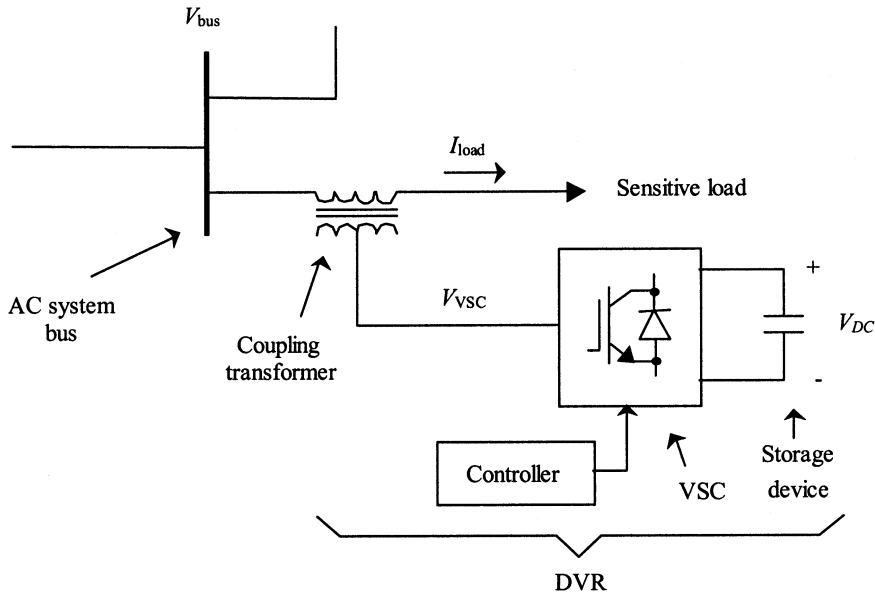 Vbus
Iload
Sensitive load
AC system
bus
Coupling
transformer
VVSC
+
VDC
-
Controller
VSC
Storage
device
DVR